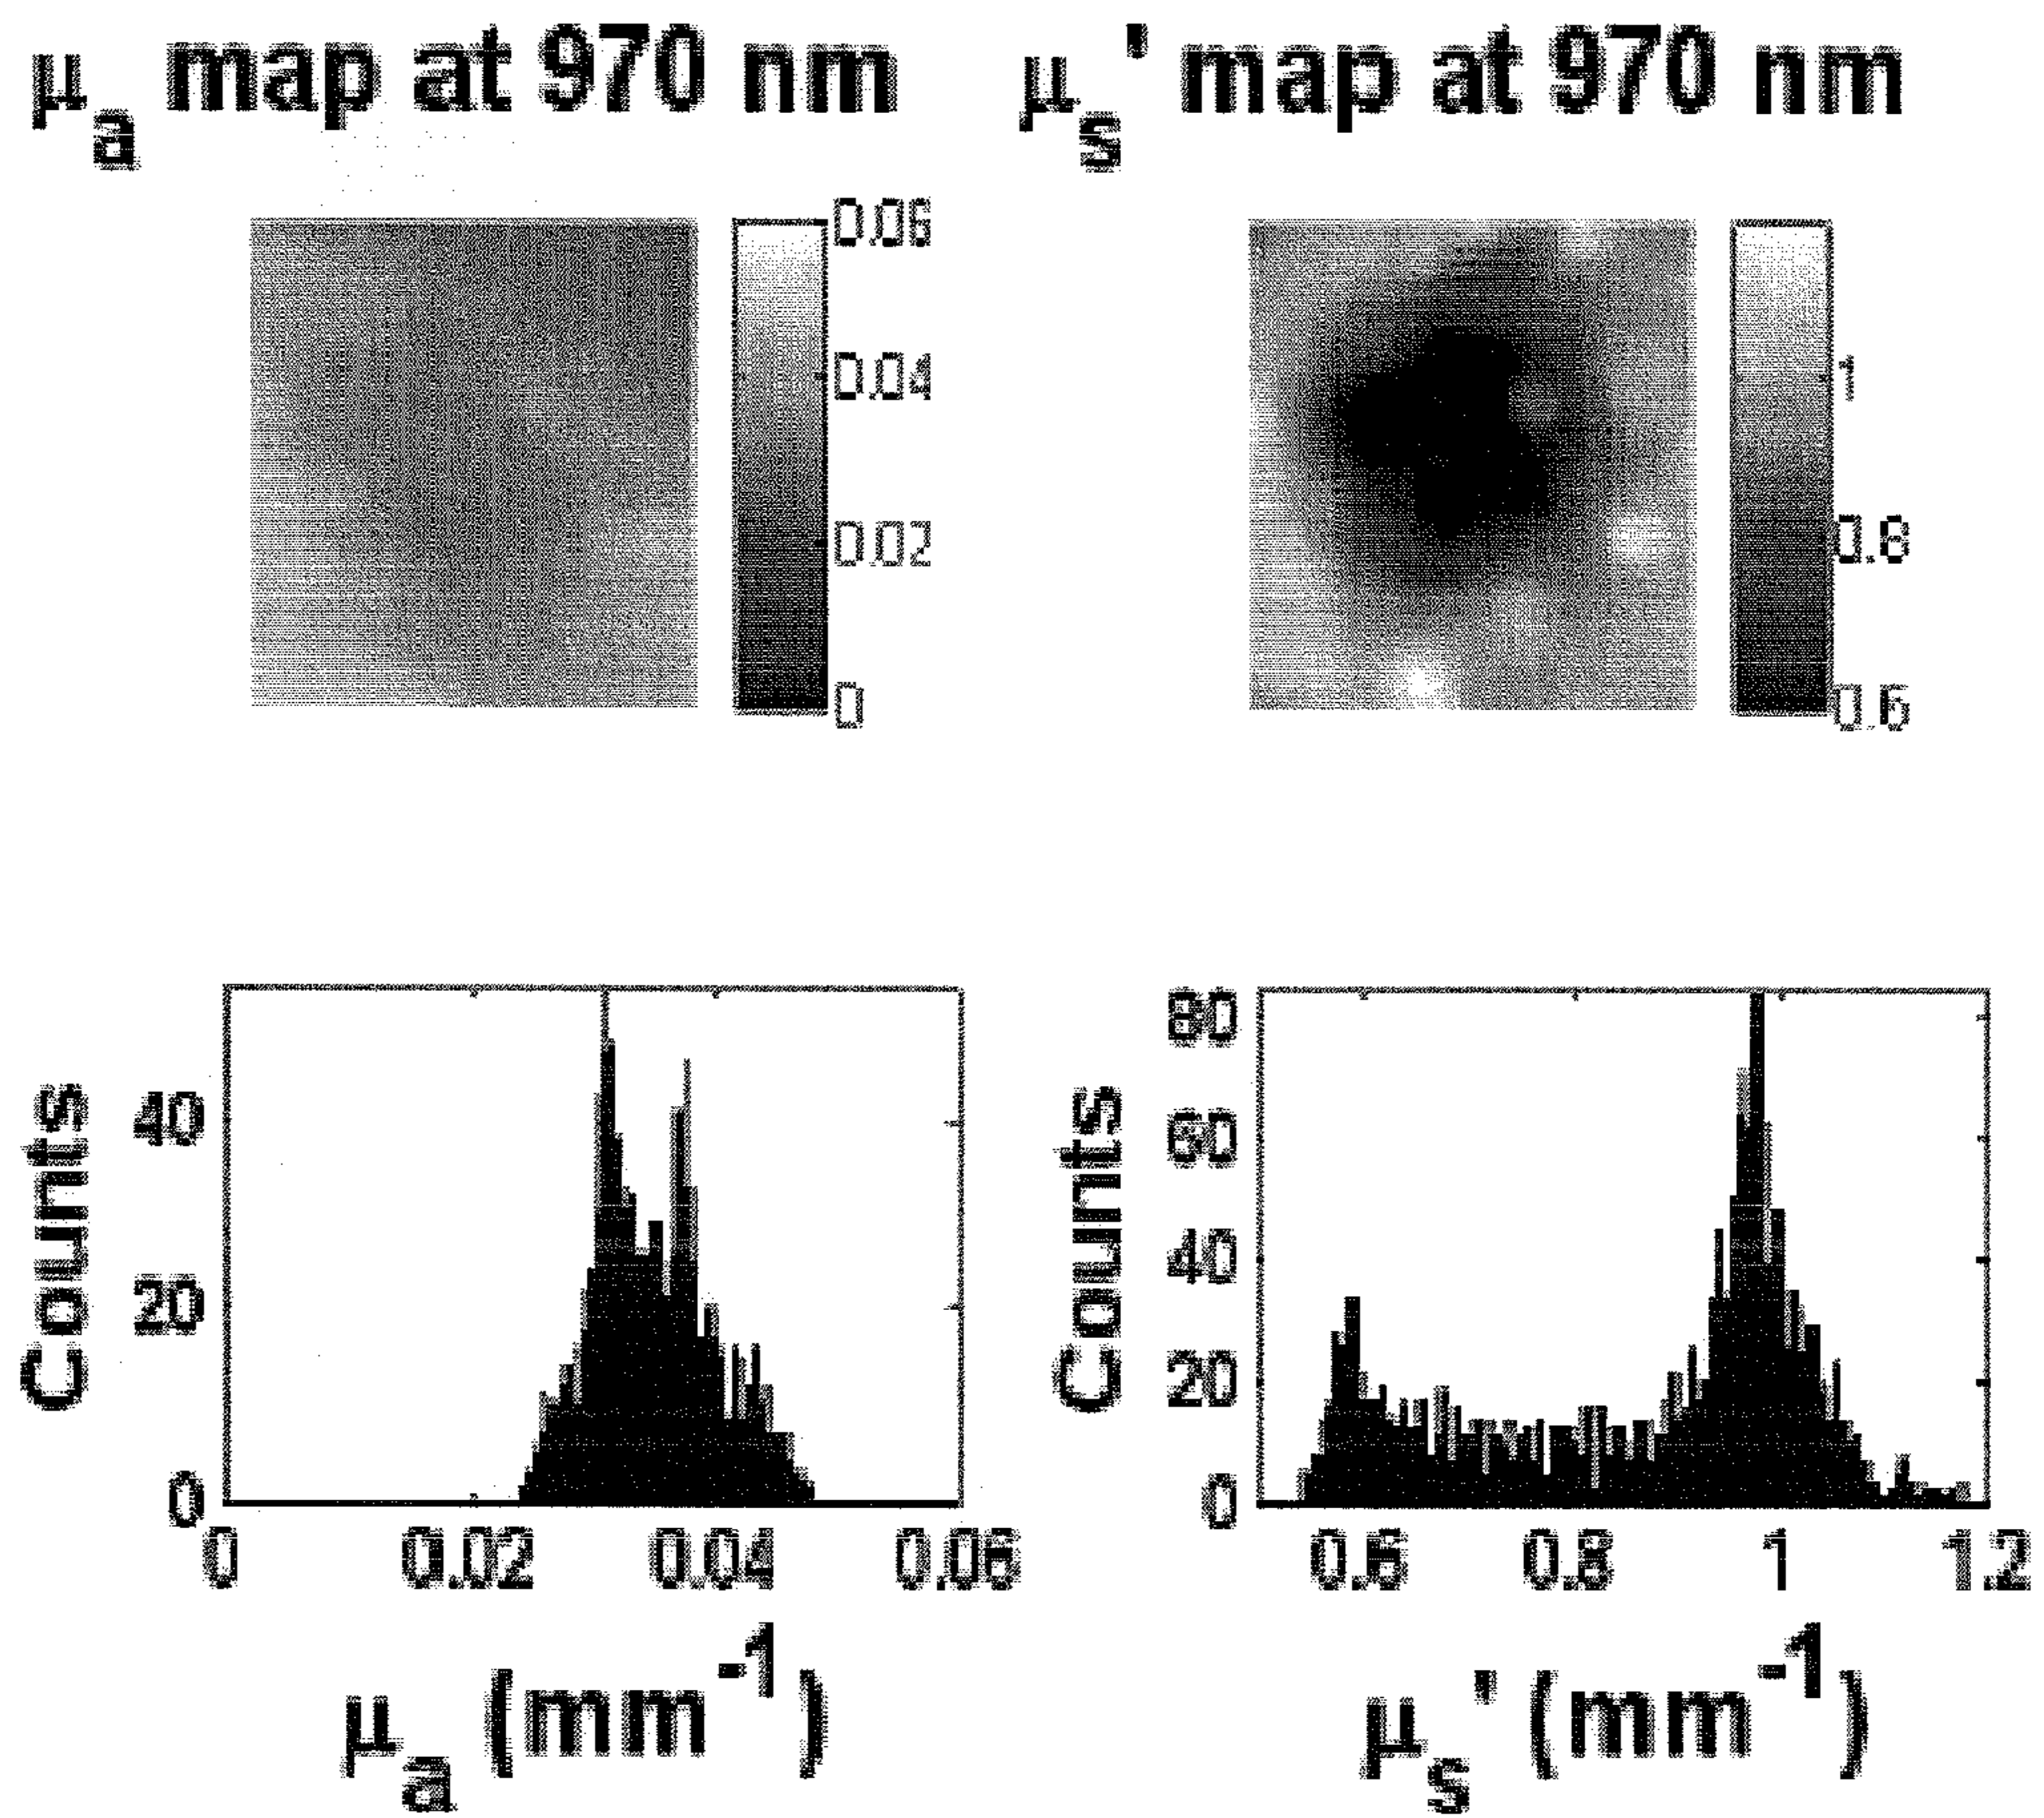 μa map at 970 nm
μs' map at 970 nm
0.06
0.04
0.02
0
1
0.8
0.6
Counts
40
20
0
0 0.02 0.04 0.06
μa (mm-1)
Counts
80
60
40
20
0
0.6 0.8 1 1.2
μs' (mm-1)